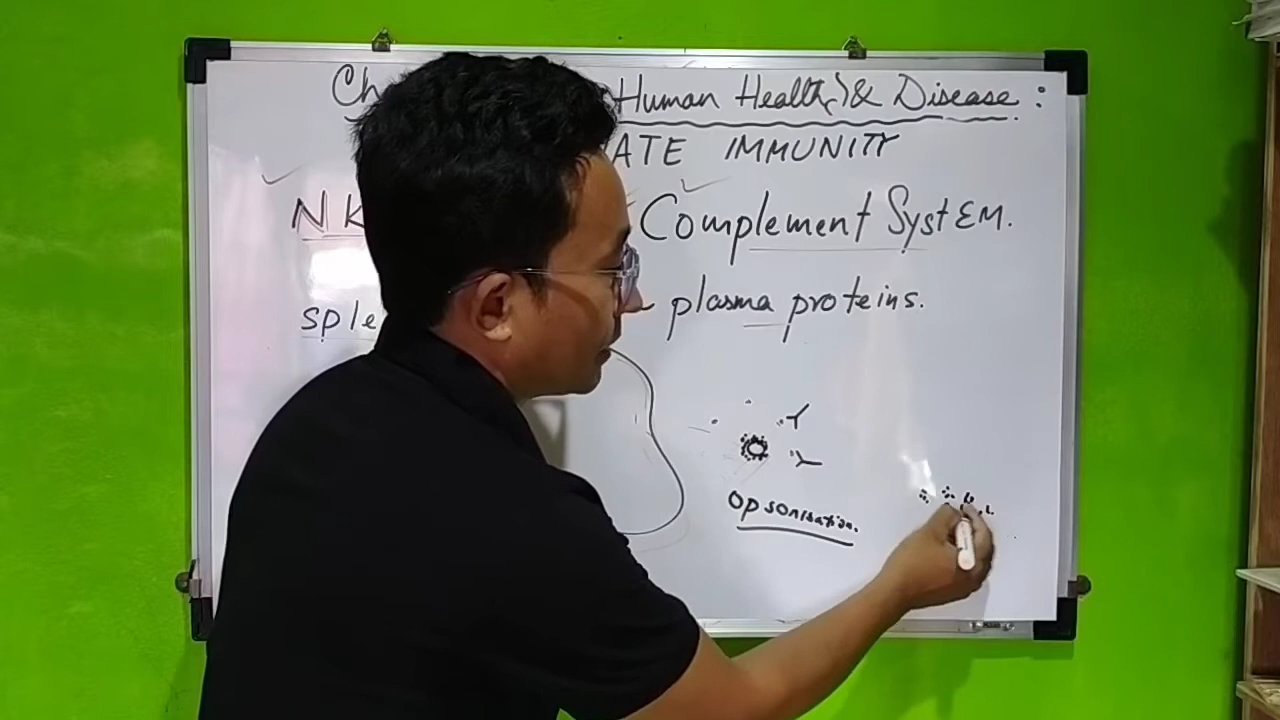 Ch Human Health & Disease :
ATE IMMUNITY
NK Complement SystEM.
sple plasma proteins.
Opsonisation.